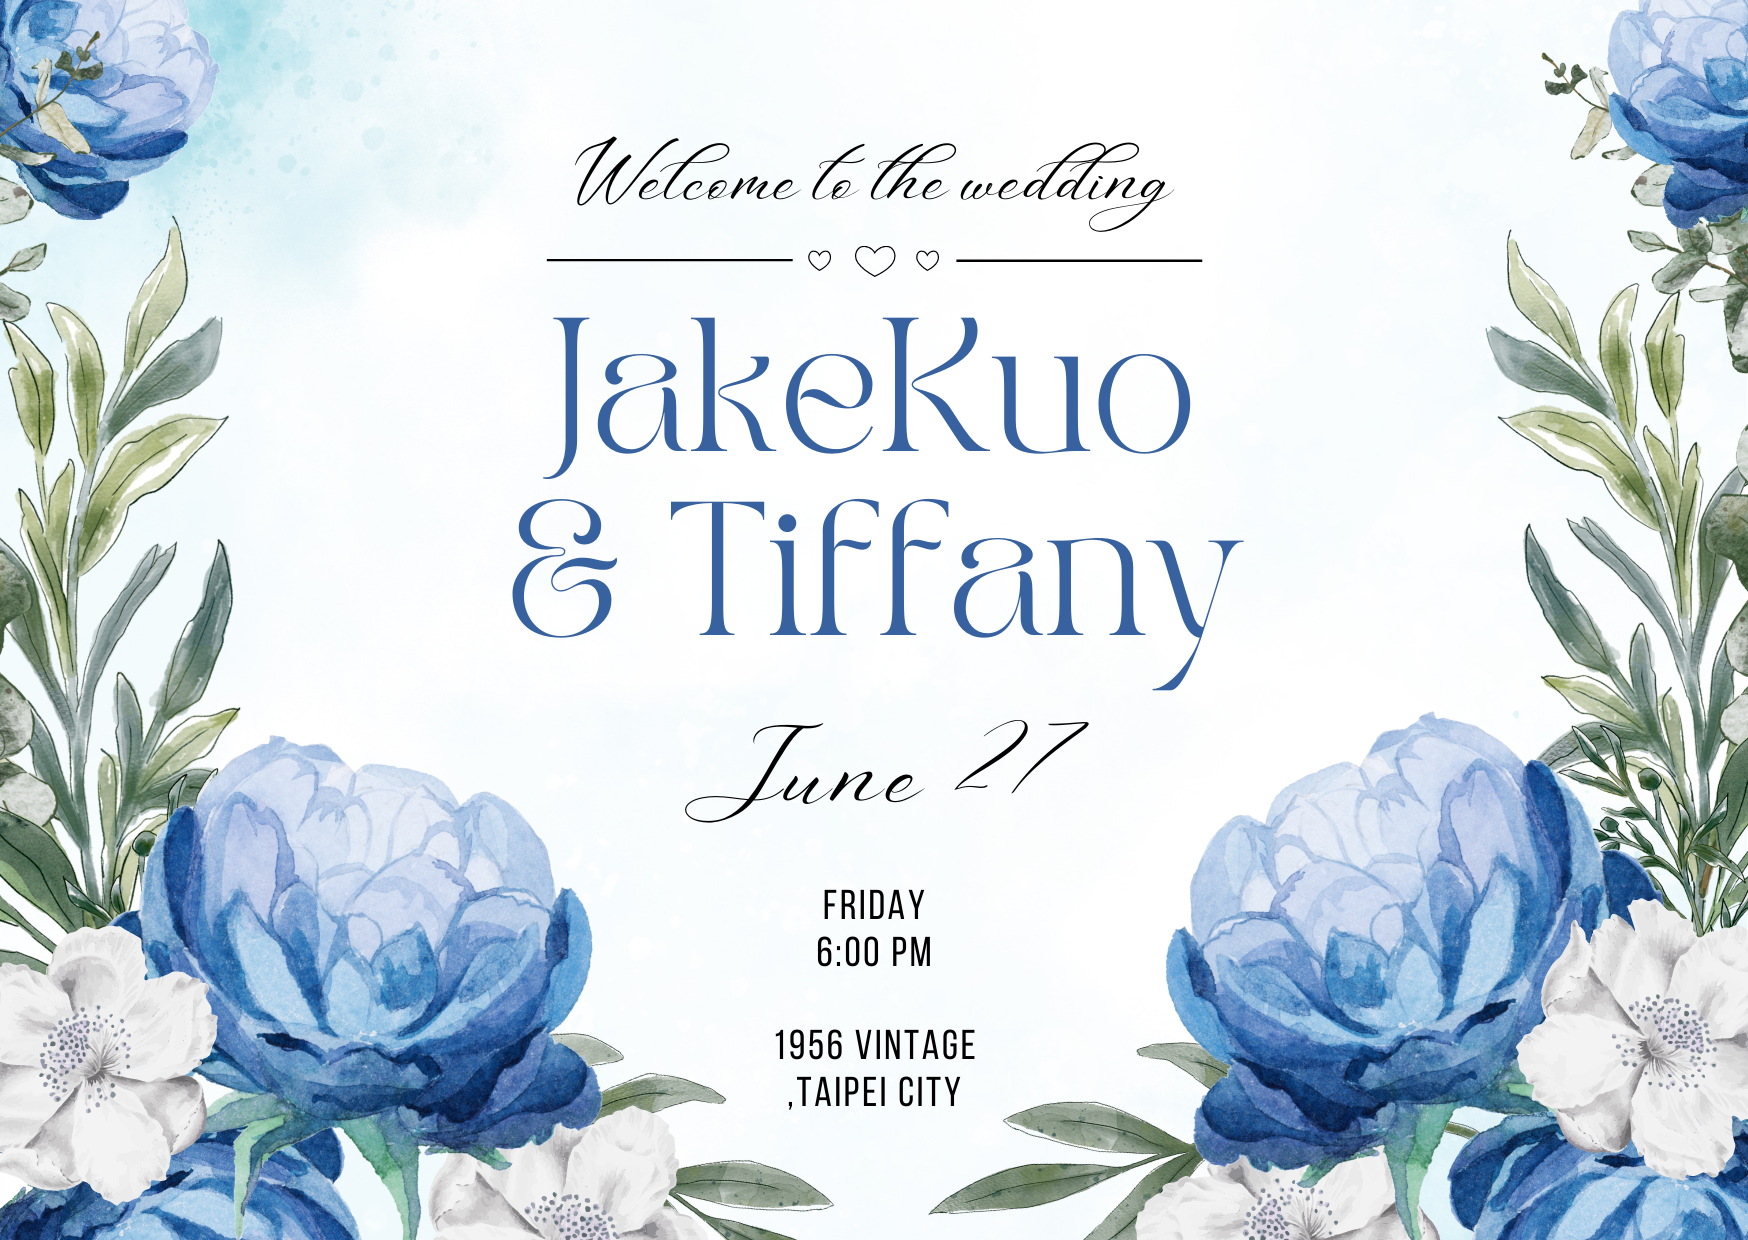 Welcome to the wedding
JakeKuo
& Tiffany
June 27
FRIDAY
6:00 PM
1956 VINTAGE
,TAIPEI CITY